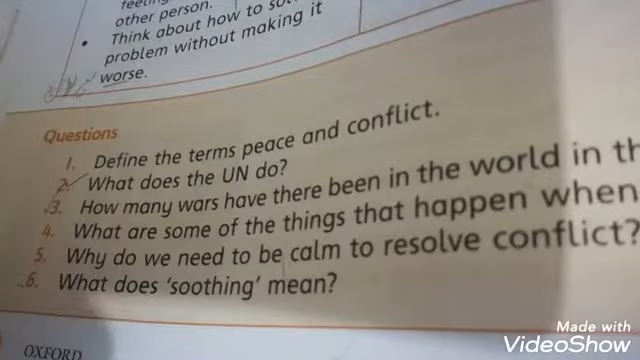 other person.
• Think about how to
problem without making it
worse.
Questions
1. Define the terms peace and conflict.
2. What does the UN do?
3. How many wars have there been in the world in
4. What are some of the things that happen when
5. Why do we need to be calm to resolve conflict?
6. What does 'soothing' mean?
OXFORD
Made with
VideoShow